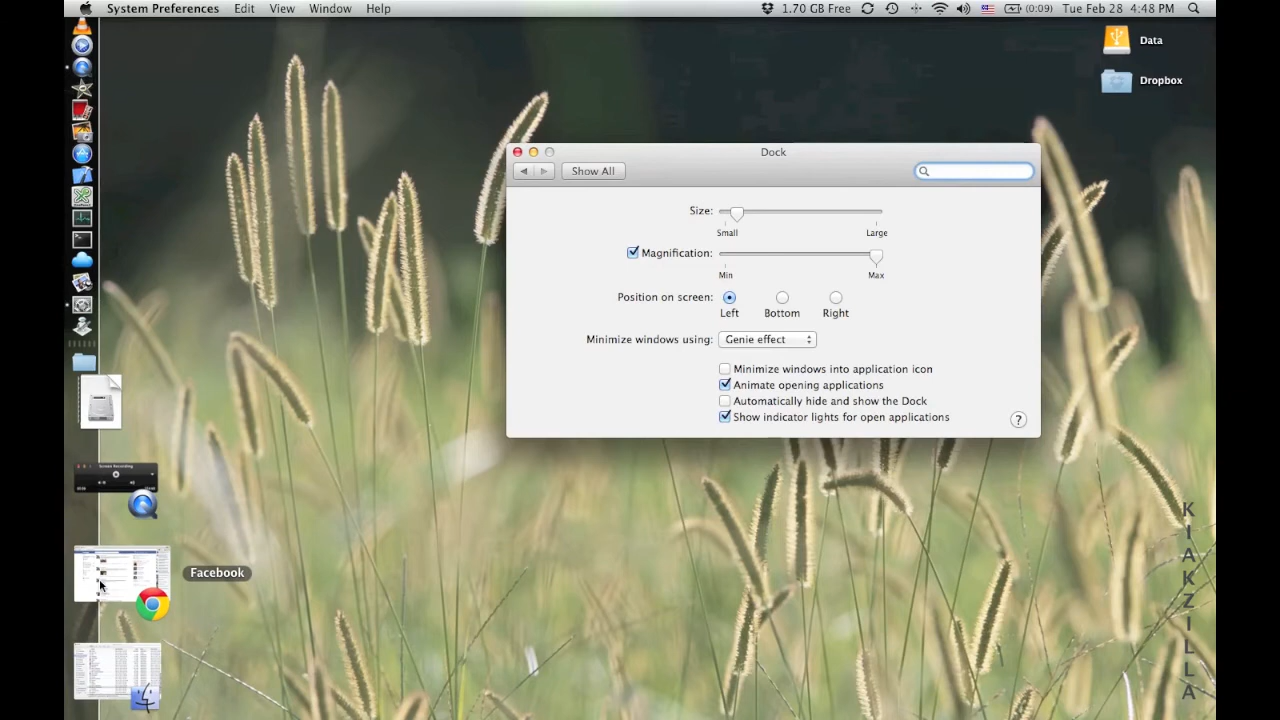 System Preferences Edit View Window Help 1.70 GB Free (0:09) Tue Feb 28 4:48 PM
Data
Dropbox
Dock
Show All
Size:
Small Large
Magnification:
Min Max
Position on screen:
Left Bottom Right
Minimize windows using: Genie effect
Minimize windows into application icon
Animate opening applications
Automatically hide and show the Dock
Show indicator lights for open applications
?
Screen Recording
Facebook
KIAKZILLA